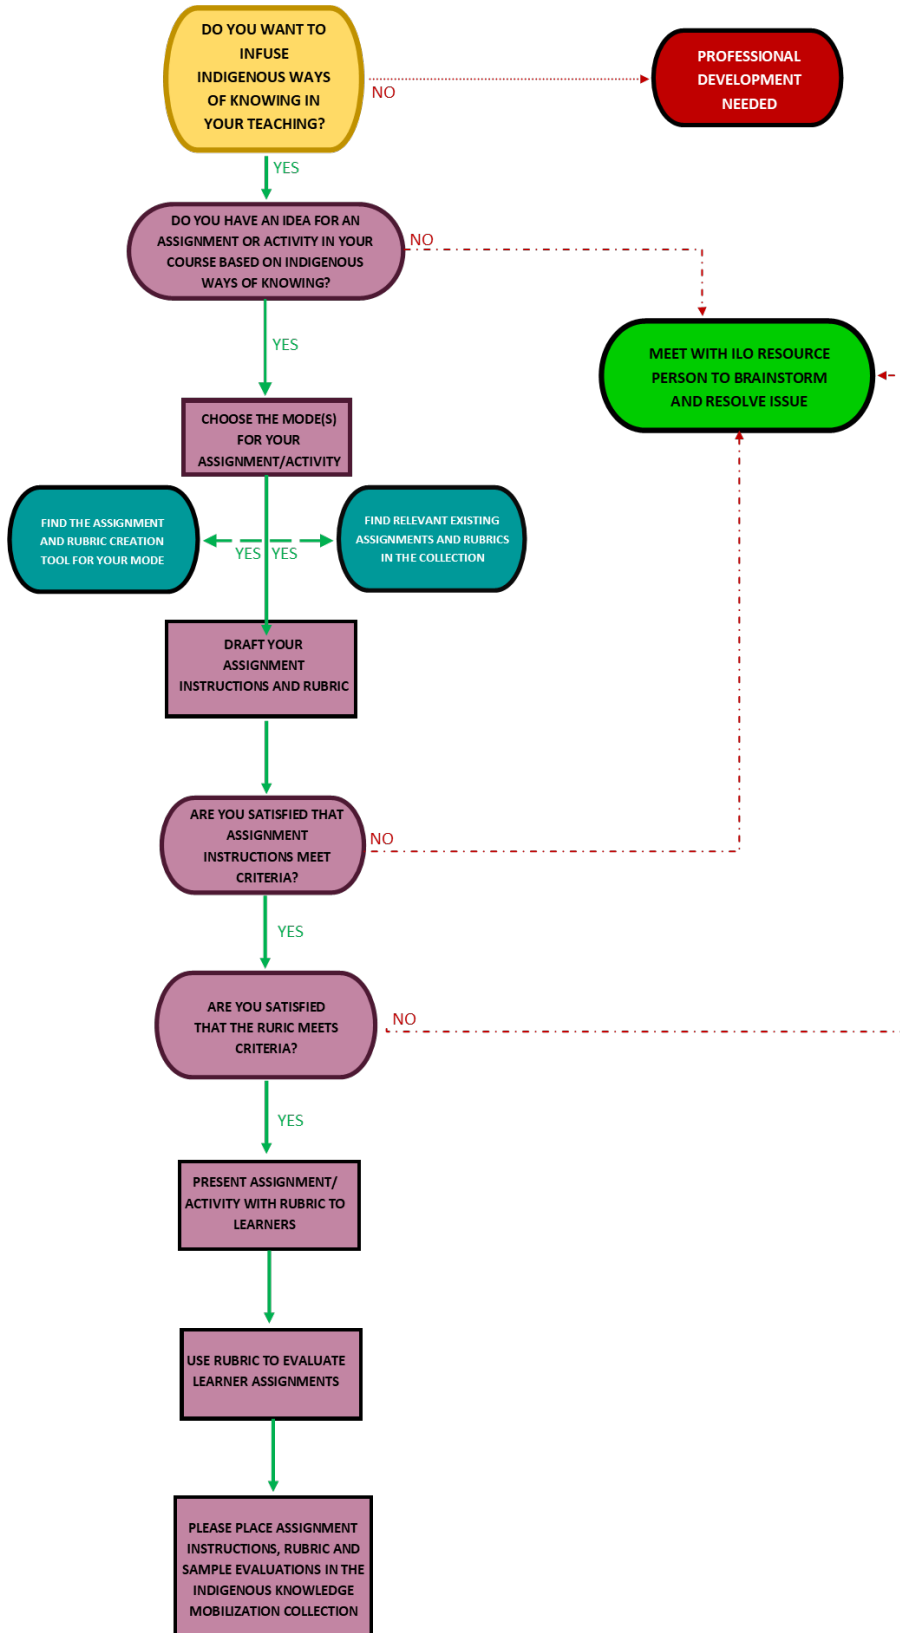 DO YOU WANT TO
INFUSE
INDIGENOUS WAYS
OF KNOWING IN
YOUR TEACHING?
NO
PROFESSIONAL
DEVELOPMENT
NEEDED
YES
DO YOU HAVE AN IDEA FOR AN
ASSIGNMENT OR ACTIVITY IN YOUR
COURSE BASED ON INDIGENOUS
WAYS OF KNOWING?
NO
MEET WITH ILO RESOURCE
PERSON TO BRAINSTORM
AND RESOLVE ISSUE
YES
CHOOSE THE MODE(S)
FOR YOUR
ASSIGNMENT/ACTIVITY
FIND THE ASSIGNMENT
AND RUBRIC CREATION
TOOL FOR YOUR MODE
YES
YES
FIND RELEVANT EXISTING
ASSIGNMENTS AND RUBRICS
IN THE COLLECTION
DRAFT YOUR
ASSIGNMENT
INSTRUCTIONS AND RUBRIC
ARE YOU SATISFIED THAT
ASSIGNMENT
INSTRUCTIONS MEET
CRITERIA?
NO
YES
ARE YOU SATISFIED
THAT THE RURIC MEETS
CRITERIA?
NO
YES
PRESENT ASSIGNMENT/
ACTIVITY WITH RUBRIC TO
LEARNERS
USE RUBRIC TO EVALUATE
LEARNER ASSIGNMENTS
PLEASE PLACE ASSIGNMENT
INSTRUCTIONS, RUBRIC AND
SAMPLE EVALUATIONS IN THE
INDIGENOUS KNOWLEDGE
MOBILIZATION COLLECTION